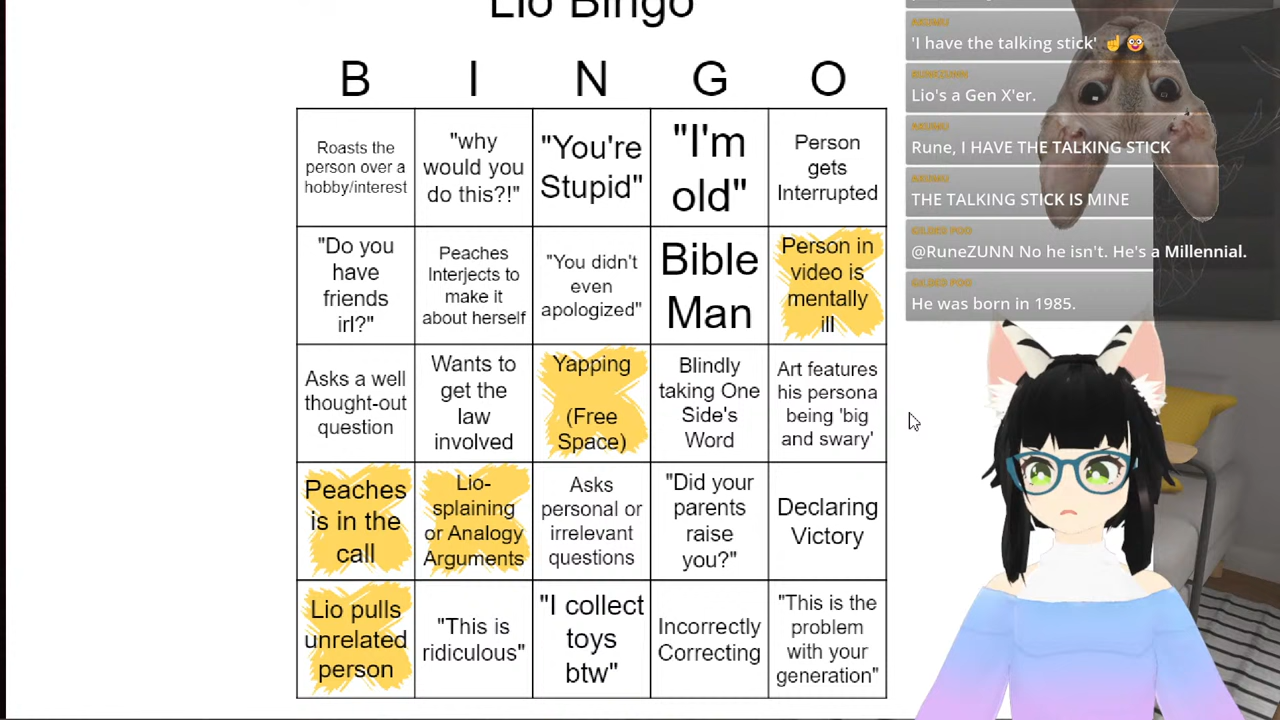 Lio Bingo
B I N G O
Roasts the
person over a
hobby/interest
"why
would you
do this?!"
"You're
Stupid"
"I'm
old"
Person
gets
Interrupted
"Do you
have
friends
irl?"
Peaches
Interjects to
make it
about herself
"You didn't
even
apologized"
Bible
Man
Person in
video is
mentally
ill
Asks a well
thought-out
question
Wants to
get the
law
involved
Yapping
(Free
Space)
Blindly
taking One
Side's
Word
Art features
his persona
being 'big
and swary'
Peaches
is in the
call
Lio-
splaining
or Analogy
Arguments
Asks
personal or
irrelevant
questions
"Did your
parents
raise
you?"
Declaring
Victory
Lio pulls
unrelated
person
"This is
ridiculous"
"I collect
toys
btw"
Incorrectly
Correcting
"This is the
problem
with your
generation"
'I have the talking stick' ☝️🤡
Lio's a Gen X'er.
Rune, I HAVE THE TALKING STICK
THE TALKING STICK IS MINE
@RuneZUNN No he isn't. He's a Millennial.
He was born in 1985.